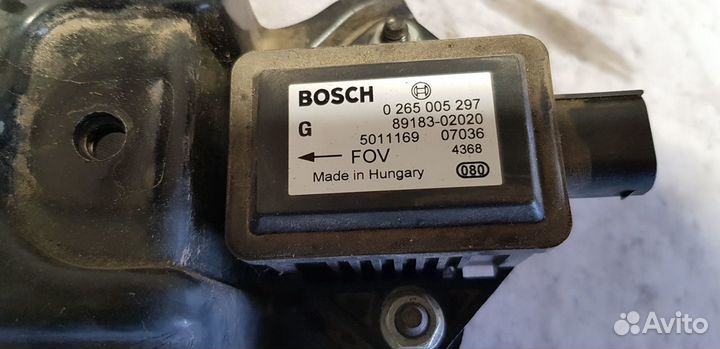 BOSCH
0 265 005 297
G 89183-02020
5011169 07036
← FOV 4368
Made in Hungary 080
Avito